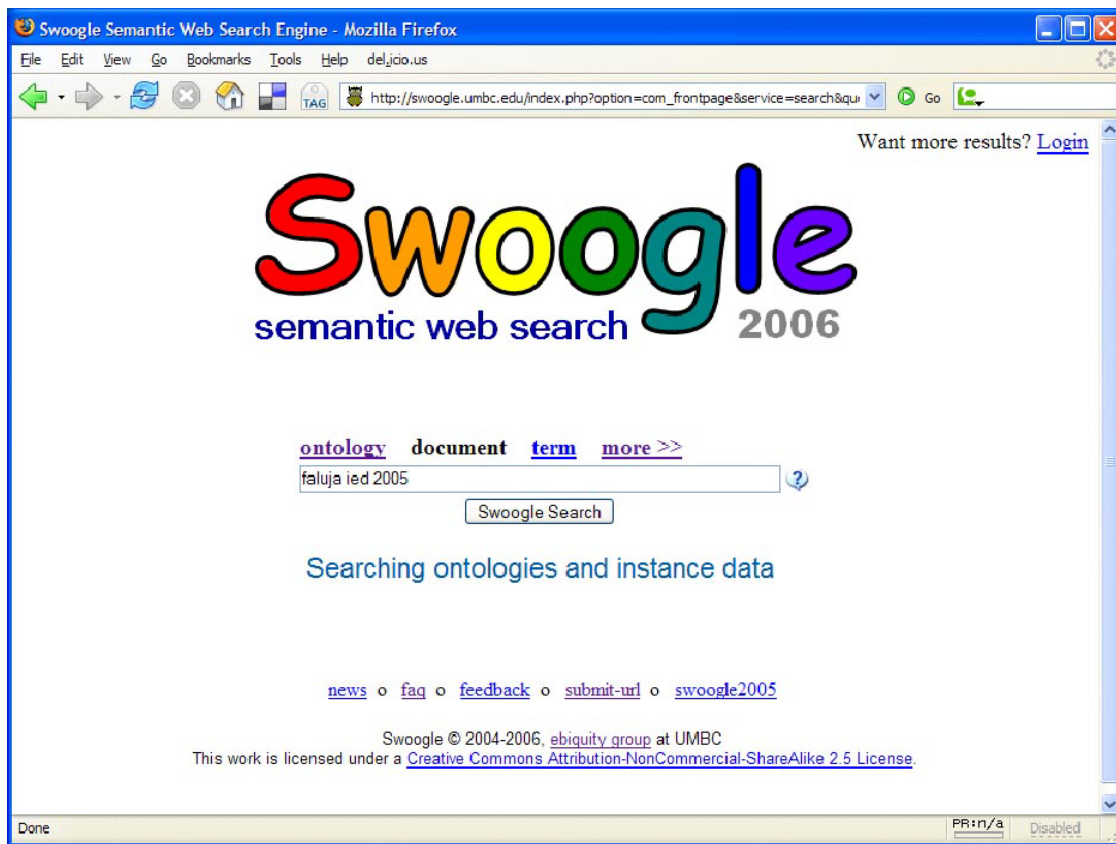 Swoogle Semantic Web Search Engine - Mozilla Firefox
File Edit View Go Bookmarks Tools Help del.icio.us
TAG http://swoogle.umbc.edu/index.php?option=com_frontpage&service=search&qu Go
Want more results? Login
Swoogle
semantic web search 2006
ontology document term more >>
faluja ied 2005
Swoogle Search
Searching ontologies and instance data
news o faq o feedback o submit-url o swoogle2005
Swoogle © 2004-2006, ebiquity group at UMBC
This work is licensed under a Creative Commons Attribution-NonCommercial-ShareAlike 2.5 License.
Done PR:n/a Disabled